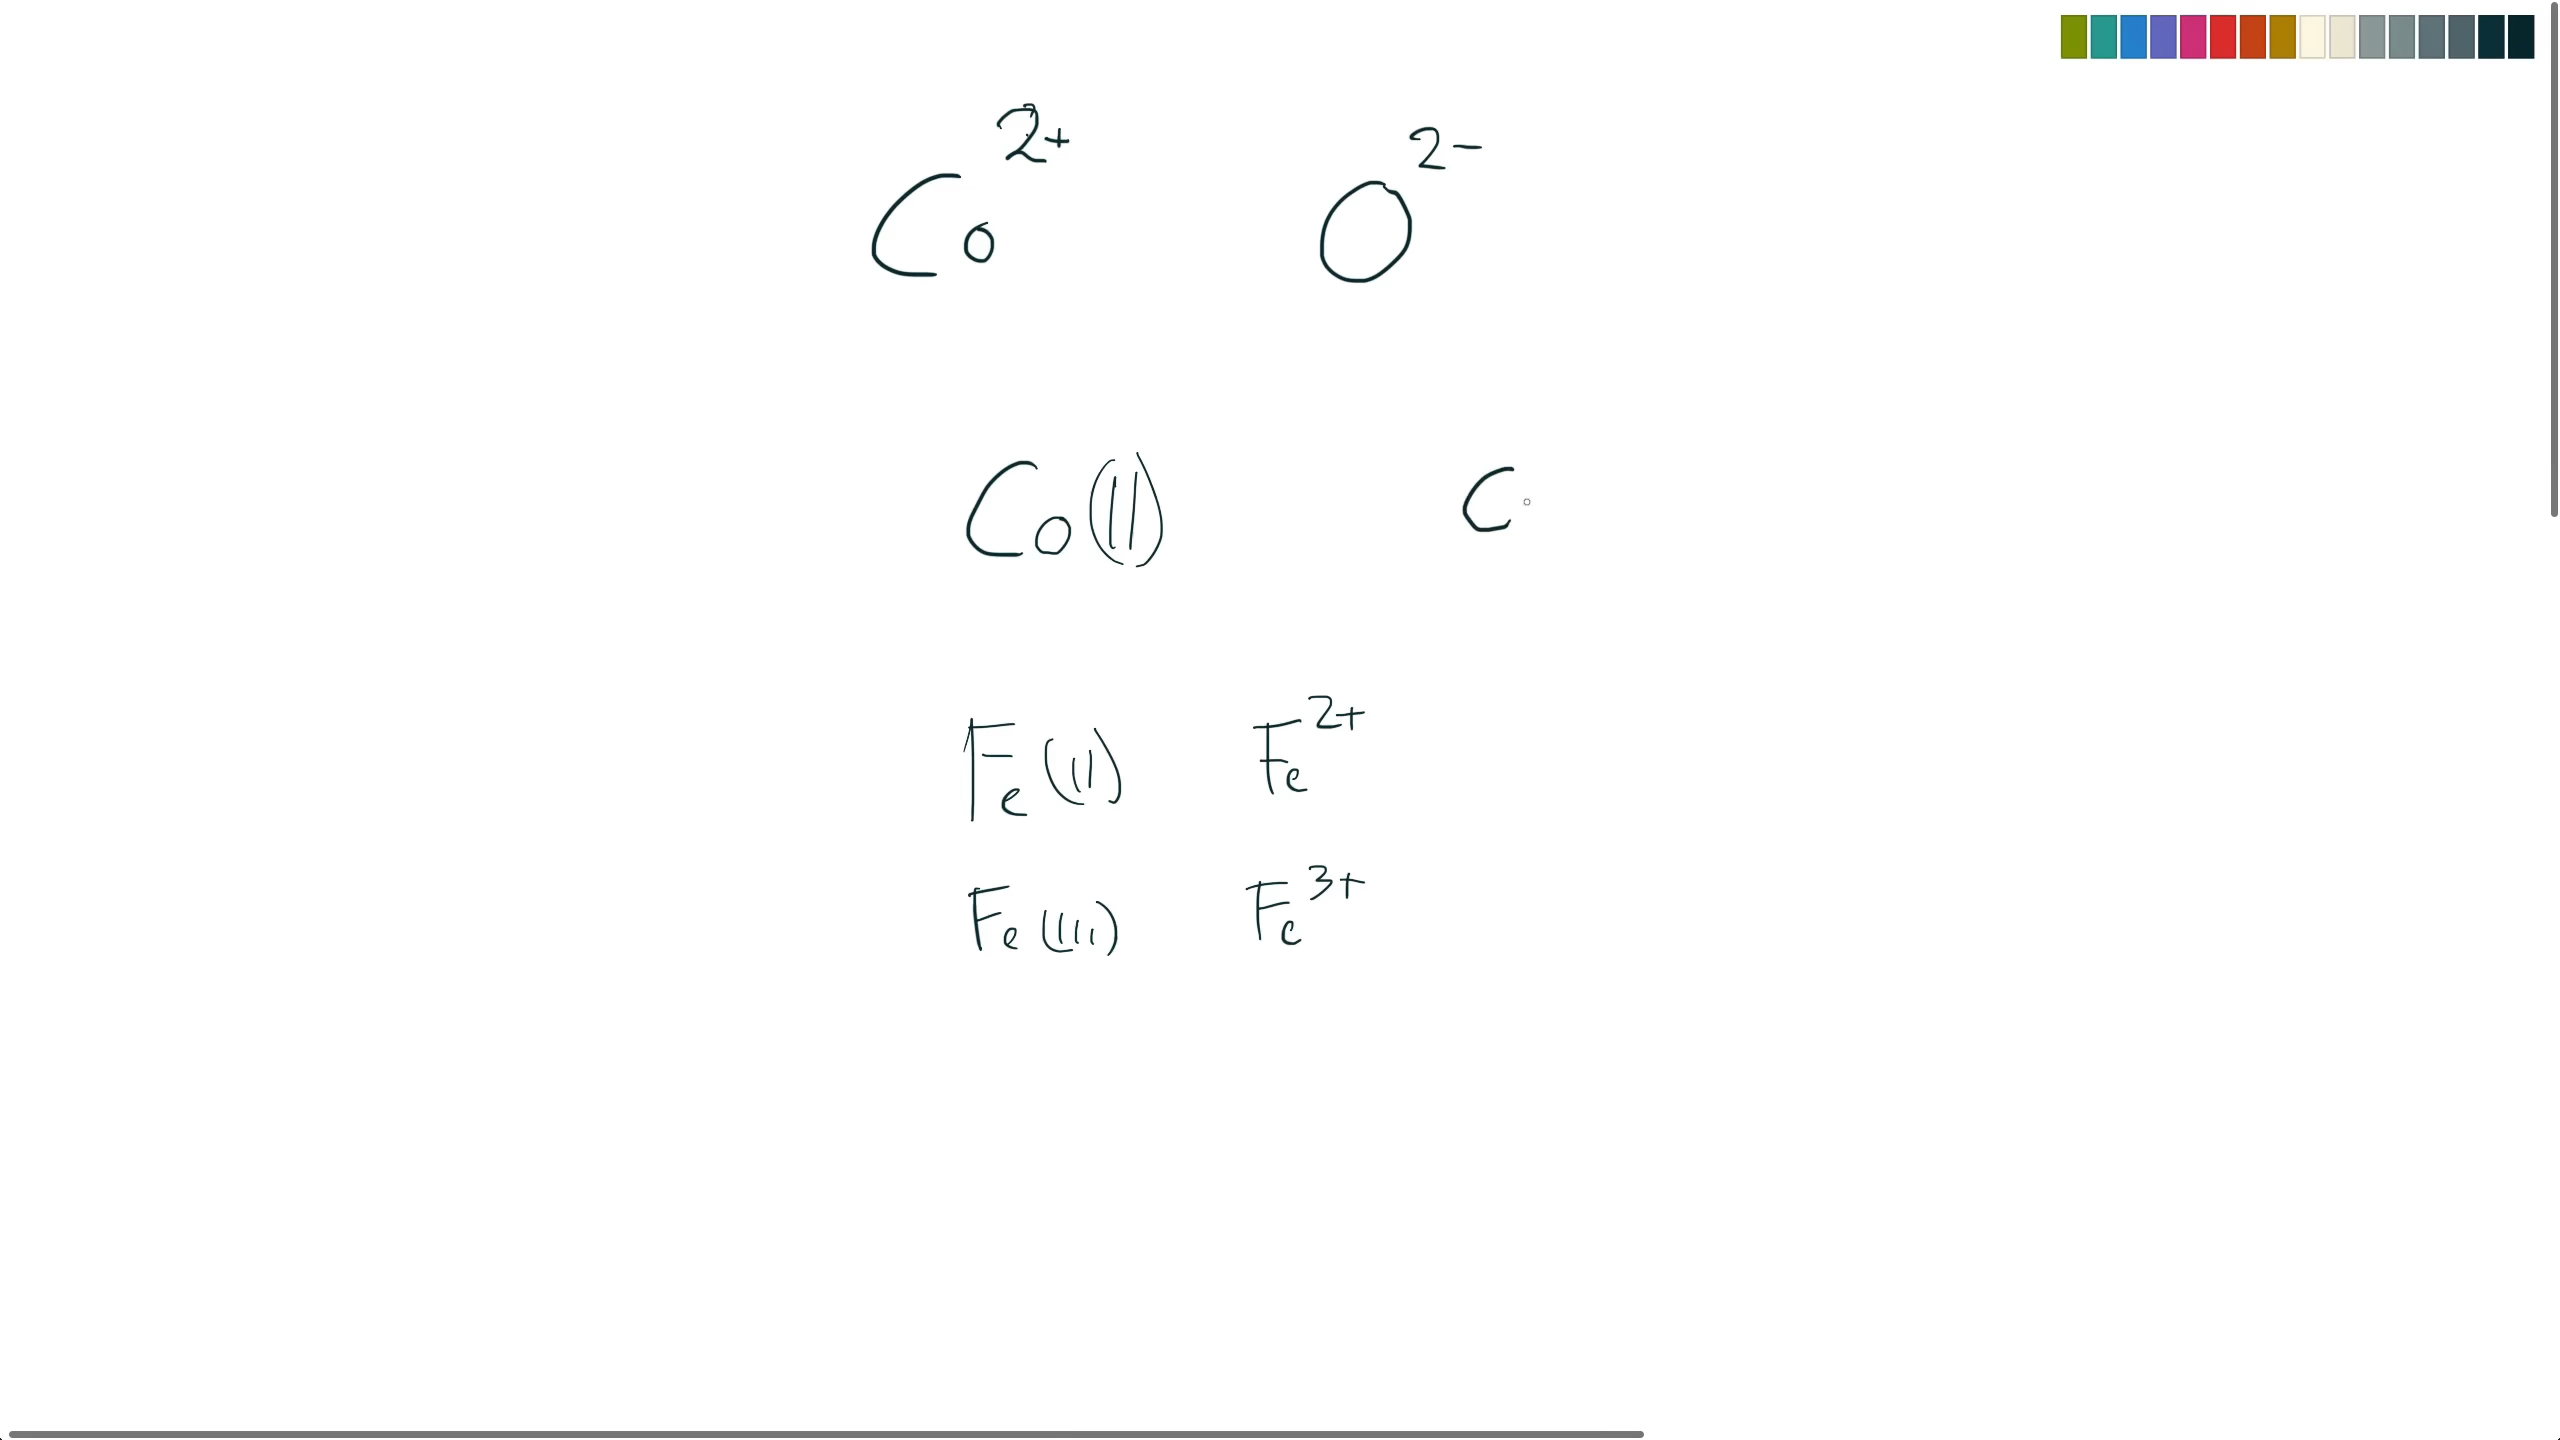 Co²⁺ O²⁻
Co(II) C
Fe(II) Fe²⁺
Fe(III) Fe³⁺